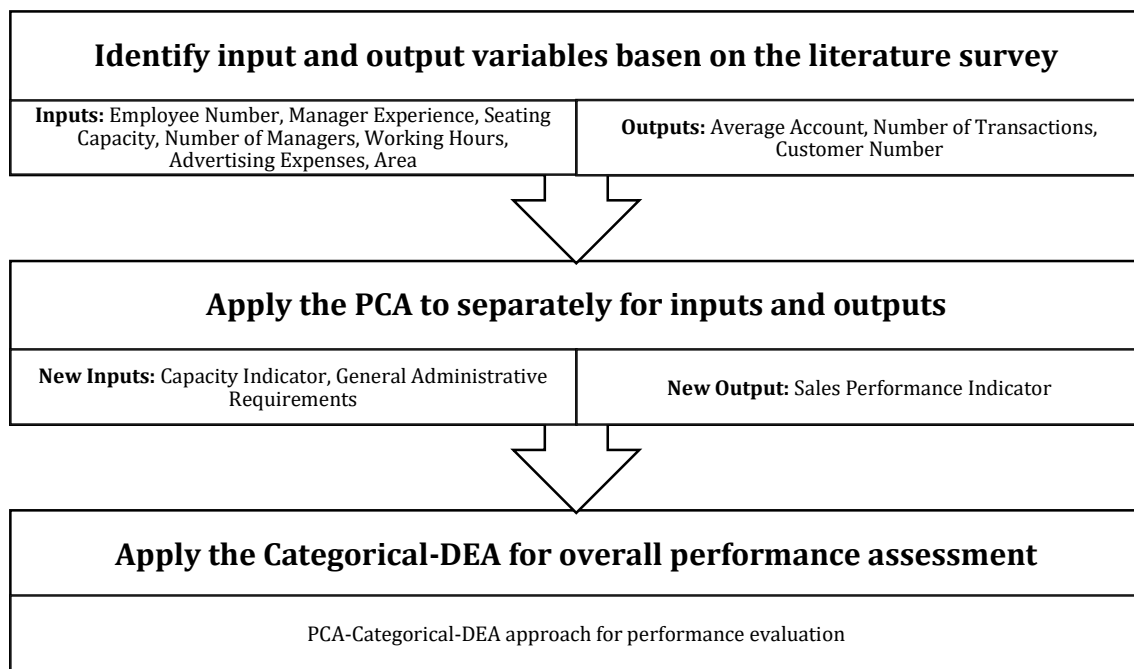 Identify input and output variables basen on the literature survey
Inputs: Employee Number, Manager Experience, Seating
Capacity, Number of Managers, Working Hours,
Advertising Expenses, Area
Outputs: Average Account, Number of Transactions,
Customer Number
Apply the PCA to separately for inputs and outputs
New Inputs: Capacity Indicator, General Administrative
Requirements
New Output: Sales Performance Indicator
Apply the Categorical-DEA for overall performance assessment
PCA-Categorical-DEA approach for performance evaluation